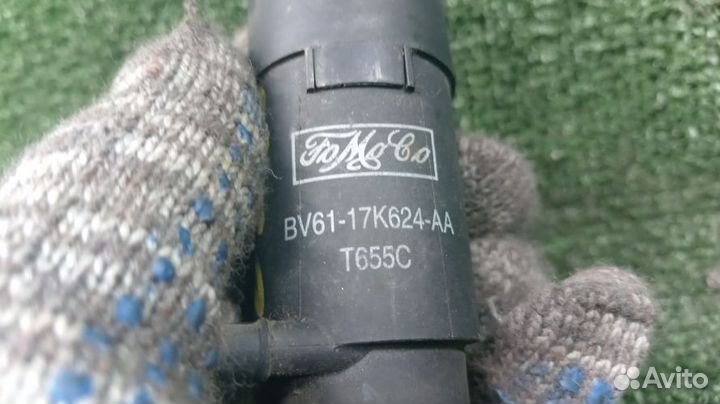 FoMoCo
BV61-17K624-AA
T655C
Avito